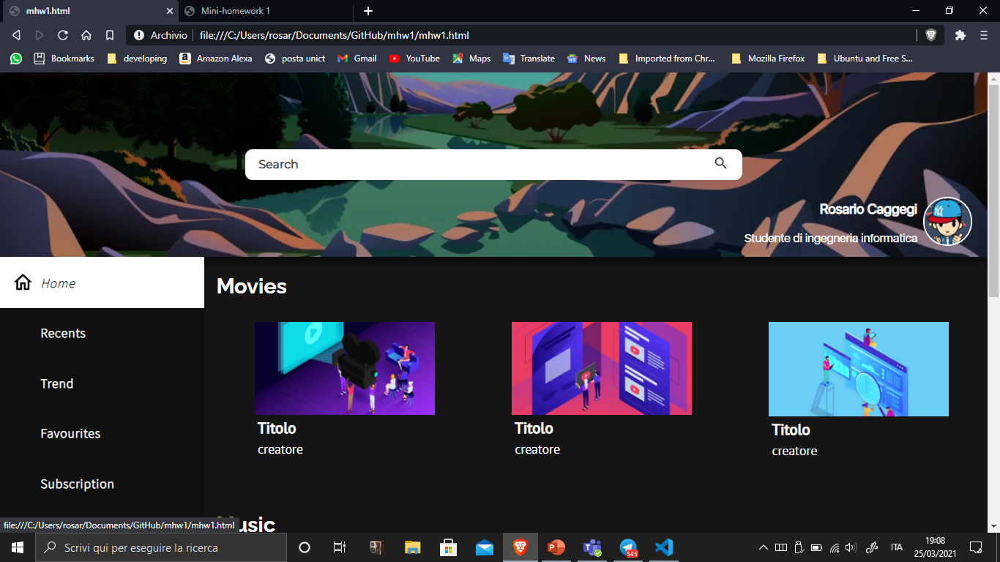 mhw1.html
Mini-homework 1
Archivio
file:///C:/Users/rosar/Documents/GitHub/mhw1/mhw1.html
Bookmarks developing Amazon Alexa posta unict Gmail YouTube Maps Translate News Imported from Chr... Mozilla Firefox Ubuntu and Free S...
Search
Rosario Caggegi
Studente di ingegneria informatica
Home
Recents
Trend
Favourites
Subscription
Movies
Titolo
creatore
Titolo
creatore
Titolo
creatore
Music
file:///C:/Users/rosar/Documents/GitHub/mhw1/mhw1.html
Scrivi qui per eseguire la ricerca
545
ITA
19:08
25/03/2021